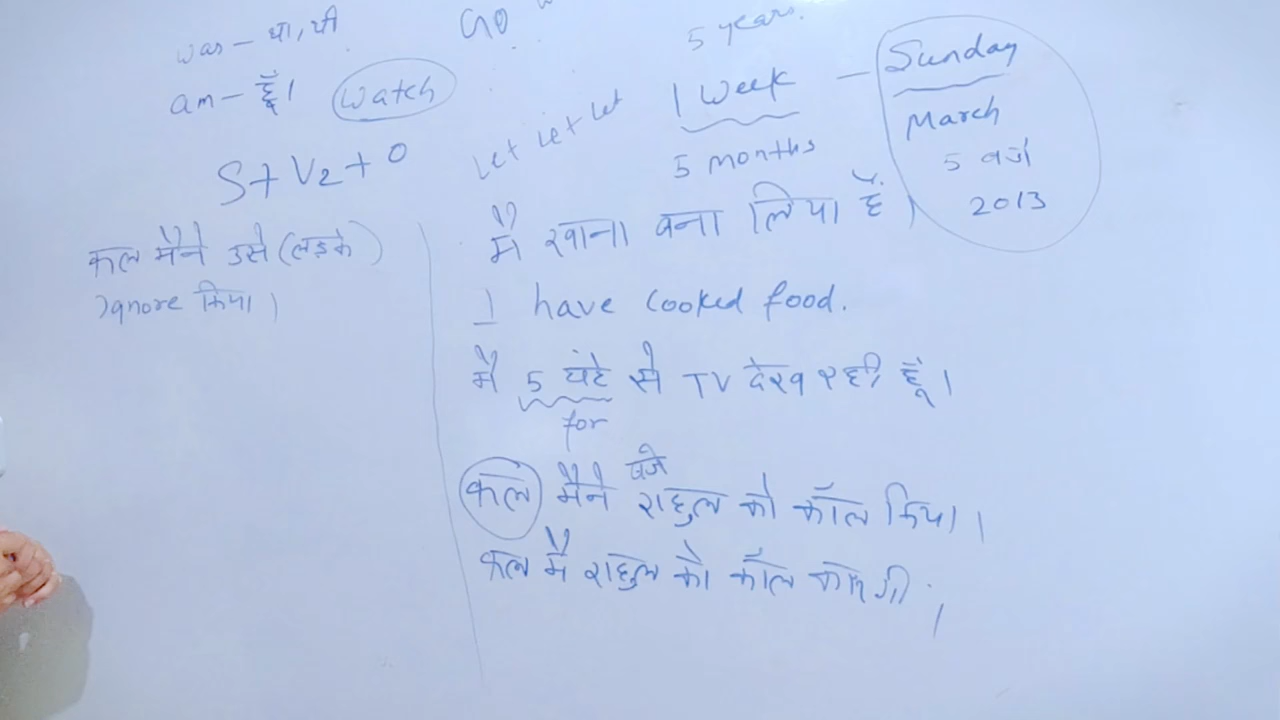 was – था, थी
am – हूँ।
Watch
Go
S + V2 + O
Let Let Let
5 years.
1 Week – Sunday
5 months
March
5 बजे
2013
कल मैने उसे (लड़के)
Ignore किया।
मैं खाना बना लिया हूँ।
I have cooked food.
मैं 5 घंटे से TV देख रही हूँ।
for
बजे
कल मैंने राहुल को कॉल किया।
कल मैं राहुल को कॉल करूगी।